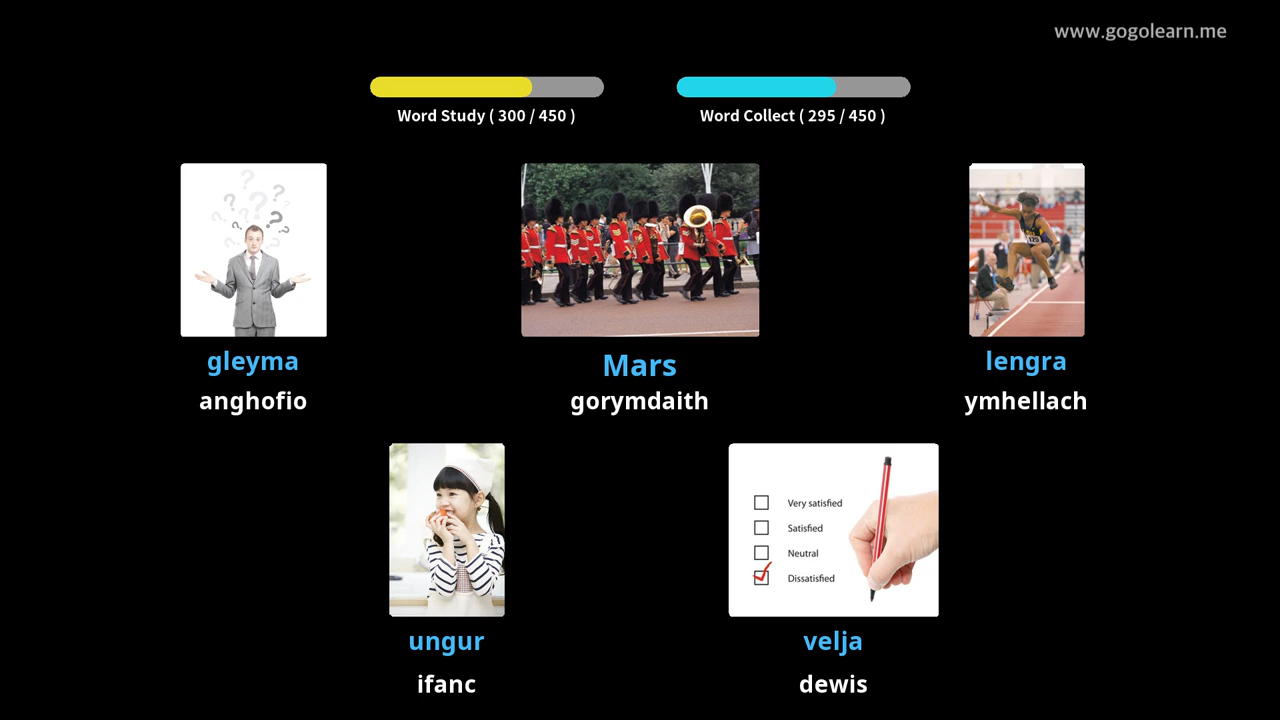 www.gogolearn.me
Word Study ( 300 / 450 )
Word Collect ( 295 / 450 )
gleyma
anghofio
Mars
gorymdaith
lengra
ymhellach
ungur
ifanc
Very satisfied
Satisfied
Neutral
Dissatisfied
velja
dewis